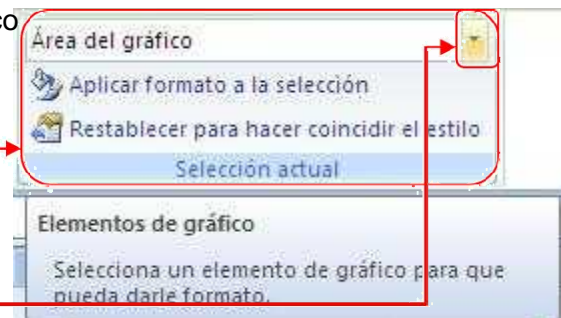 co
Área del gráfico
Aplicar formato a la selección
Restablecer para hacer coincidir el estilo
Selección actual
Elementos de gráfico
Selecciona un elemento de gráfico para que
pueda darle formato.